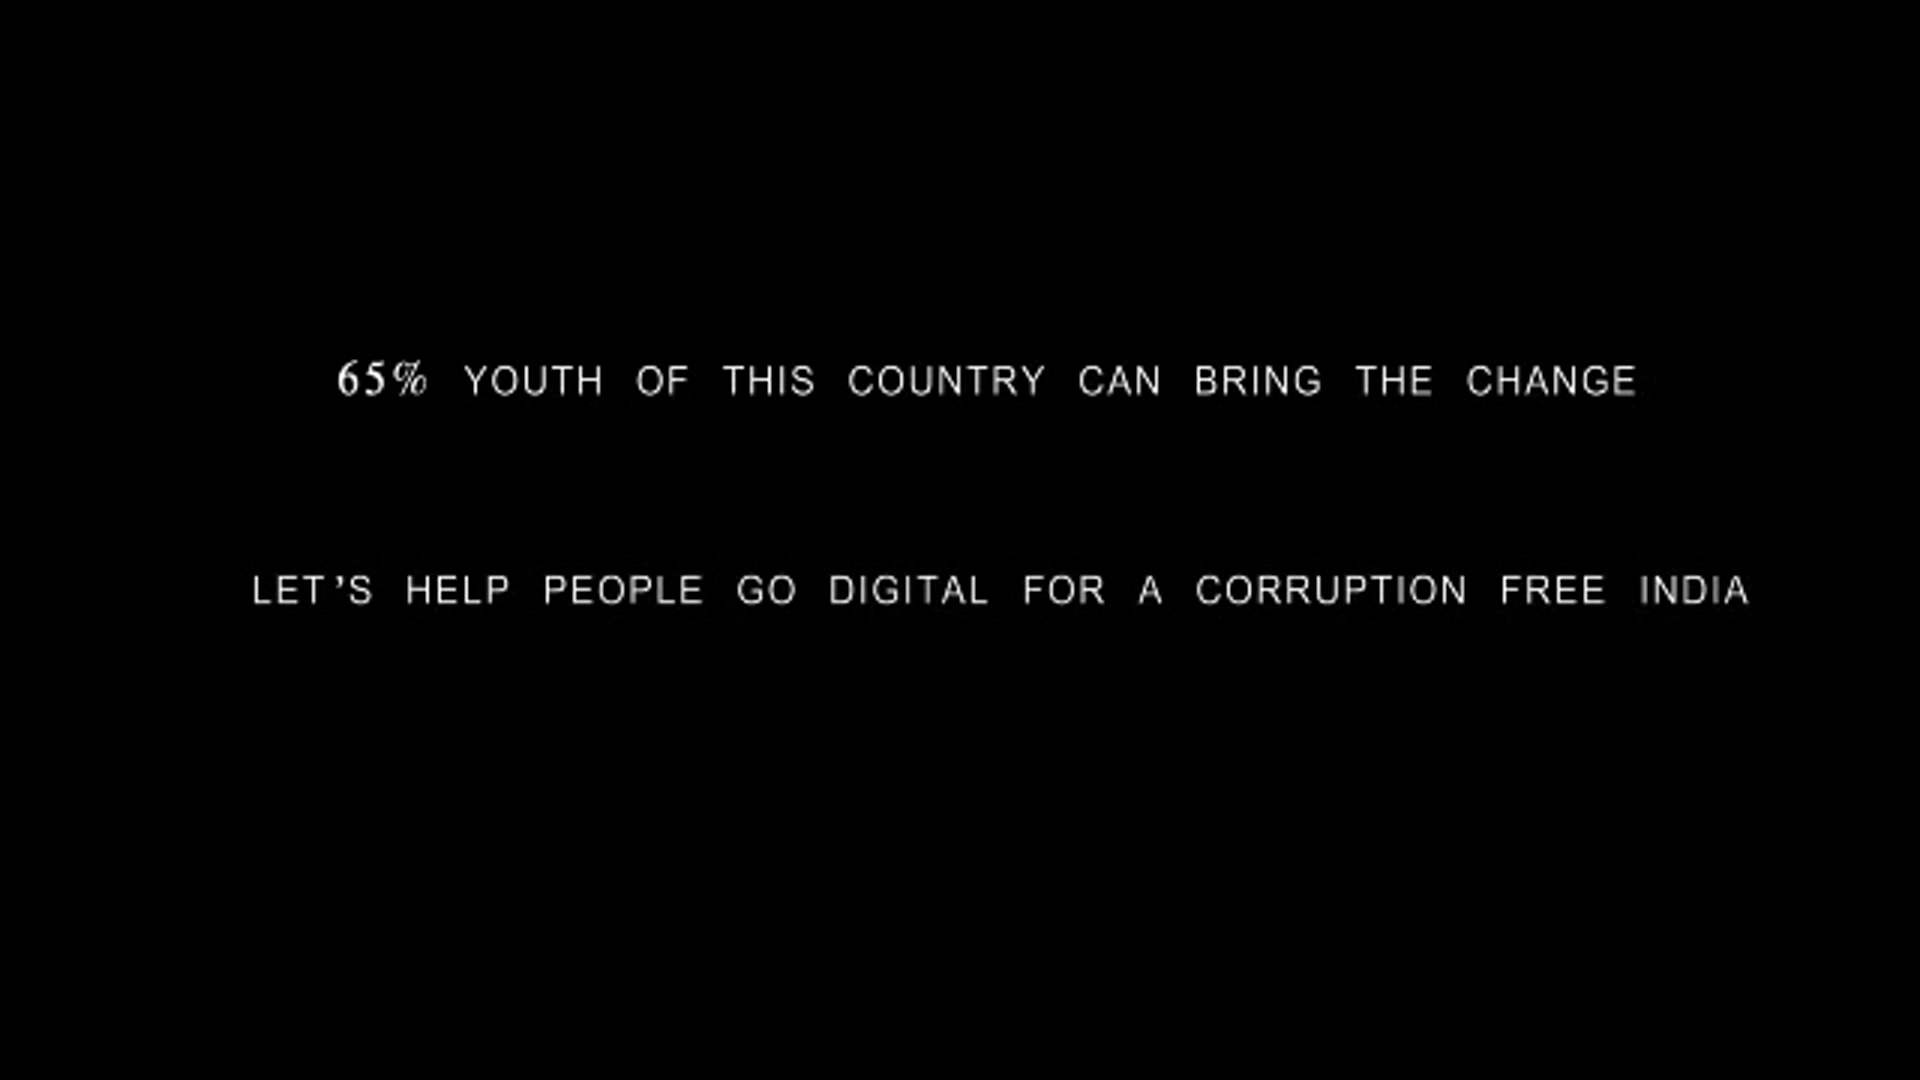 65% YOUTH OF THIS COUNTRY CAN BRING THE CHANGE
LET'S HELP PEOPLE GO DIGITAL FOR A CORRUPTION FREE INDIA